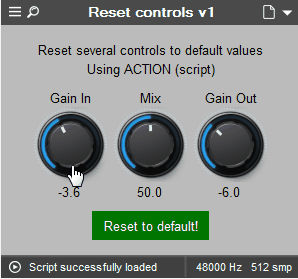 Reset controls v1
Reset several controls to default values
Using ACTION (script)
Gain In Mix Gain Out
-3.6 50.0 -6.0
Reset to default!
Script successfully loaded 48000 Hz 512 smp